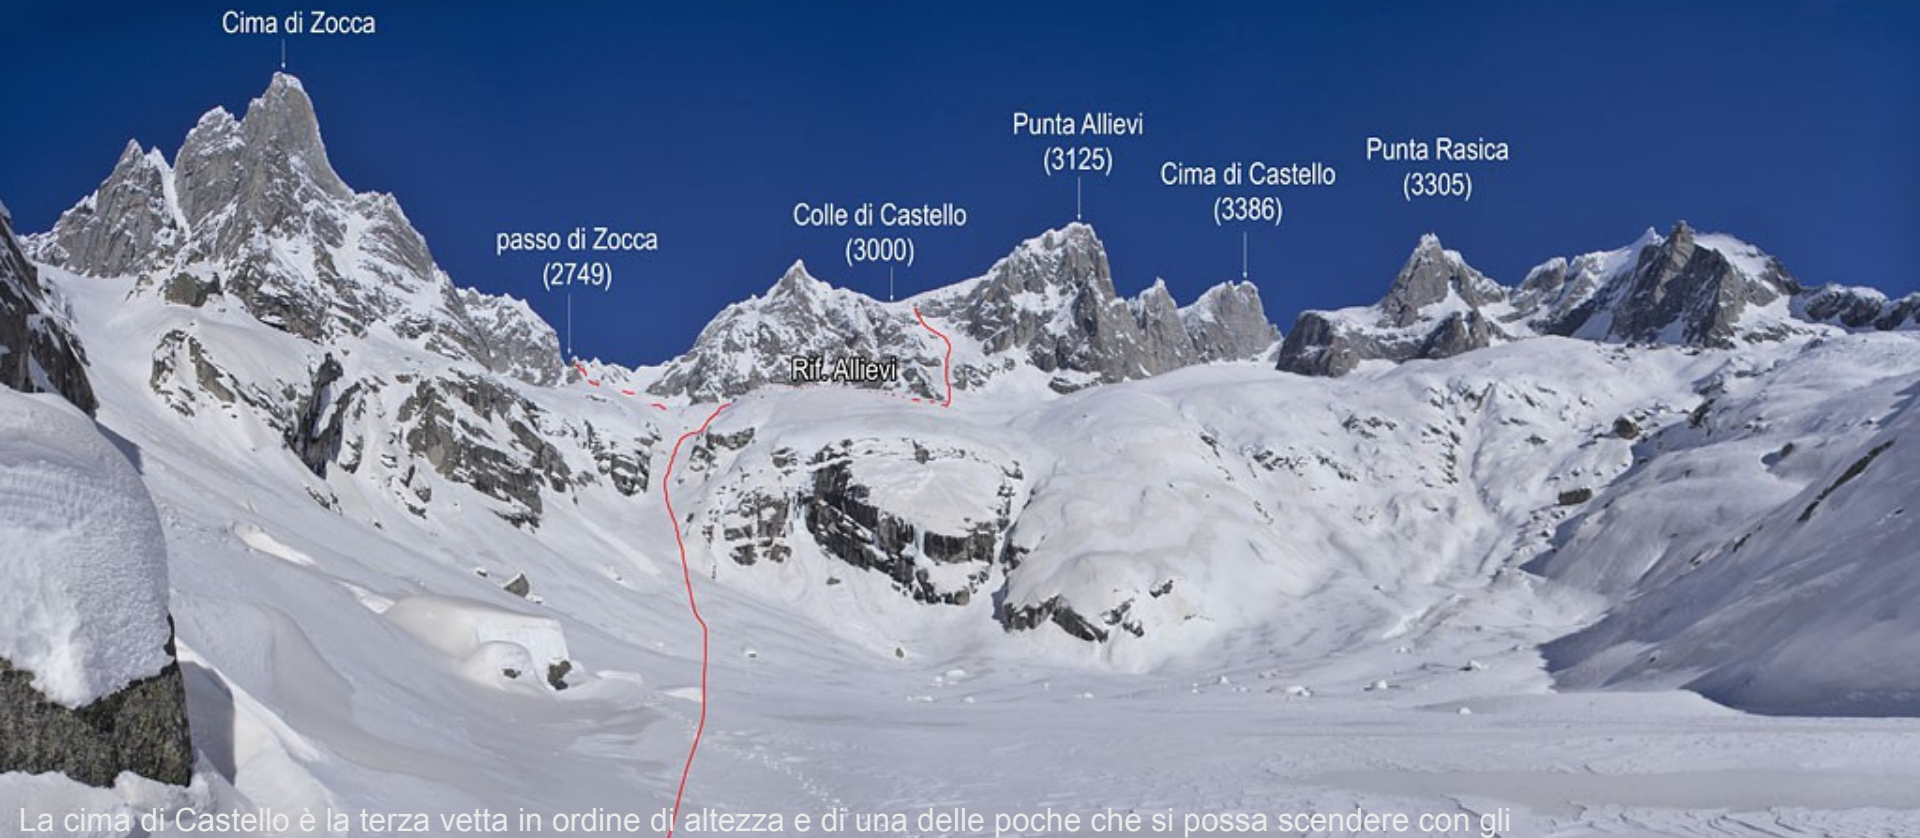 Cima di Zocca
Punta Allievi
(3125)
Punta Rasica
(3305)
Cima di Castello
(3386)
Colle di Castello
(3000)
passo di Zocca
(2749)
Rif. Allievi
La cima di Castello è la terza vetta in ordine di altezza e di una delle poche che si possa scendere con gli